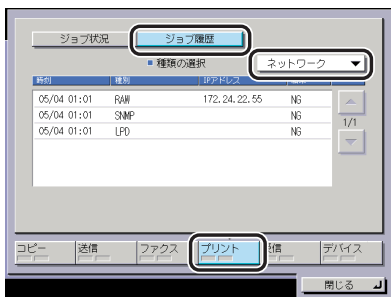 ジョブ状況 ジョブ履歴
■ 種類の選択 ネットワーク ▼
時刻 種別 IPアドレス
05/04 01:01 RAW 172.24.22.55 NG
05/04 01:01 SNMP NG
05/04 01:01 LPD NG
1/1
コピー 送信 ファクス プリント 信 デバイス
閉じる